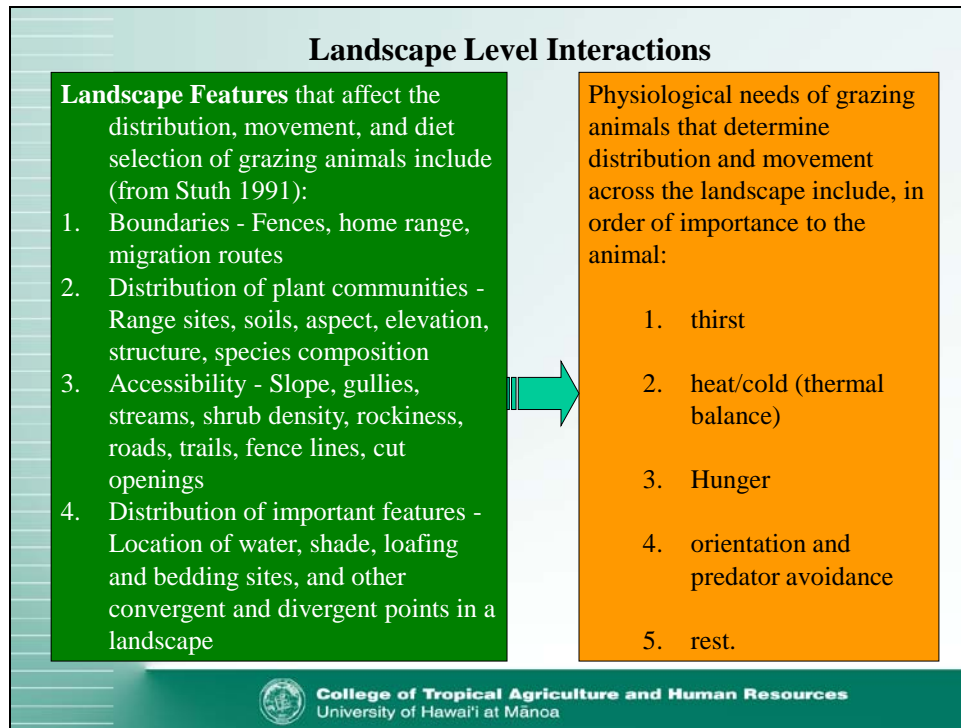 Landscape Level Interactions
Landscape Features that affect the
distribution, movement, and diet
selection of grazing animals include
(from Stuth 1991):
1. Boundaries - Fences, home range,
migration routes
2. Distribution of plant communities -
Range sites, soils, aspect, elevation,
structure, species composition
3. Accessibility - Slope, gullies,
streams, shrub density, rockiness,
roads, trails, fence lines, cut
openings
4. Distribution of important features -
Location of water, shade, loafing
and bedding sites, and other
convergent and divergent points in a
landscape
Physiological needs of grazing
animals that determine
distribution and movement
across the landscape include, in
order of importance to the
animal:
1. thirst
2. heat/cold (thermal
balance)
3. Hunger
4. orientation and
predator avoidance
5. rest.
College of Tropical Agriculture and Human Resources
University of Hawai'i at Mānoa